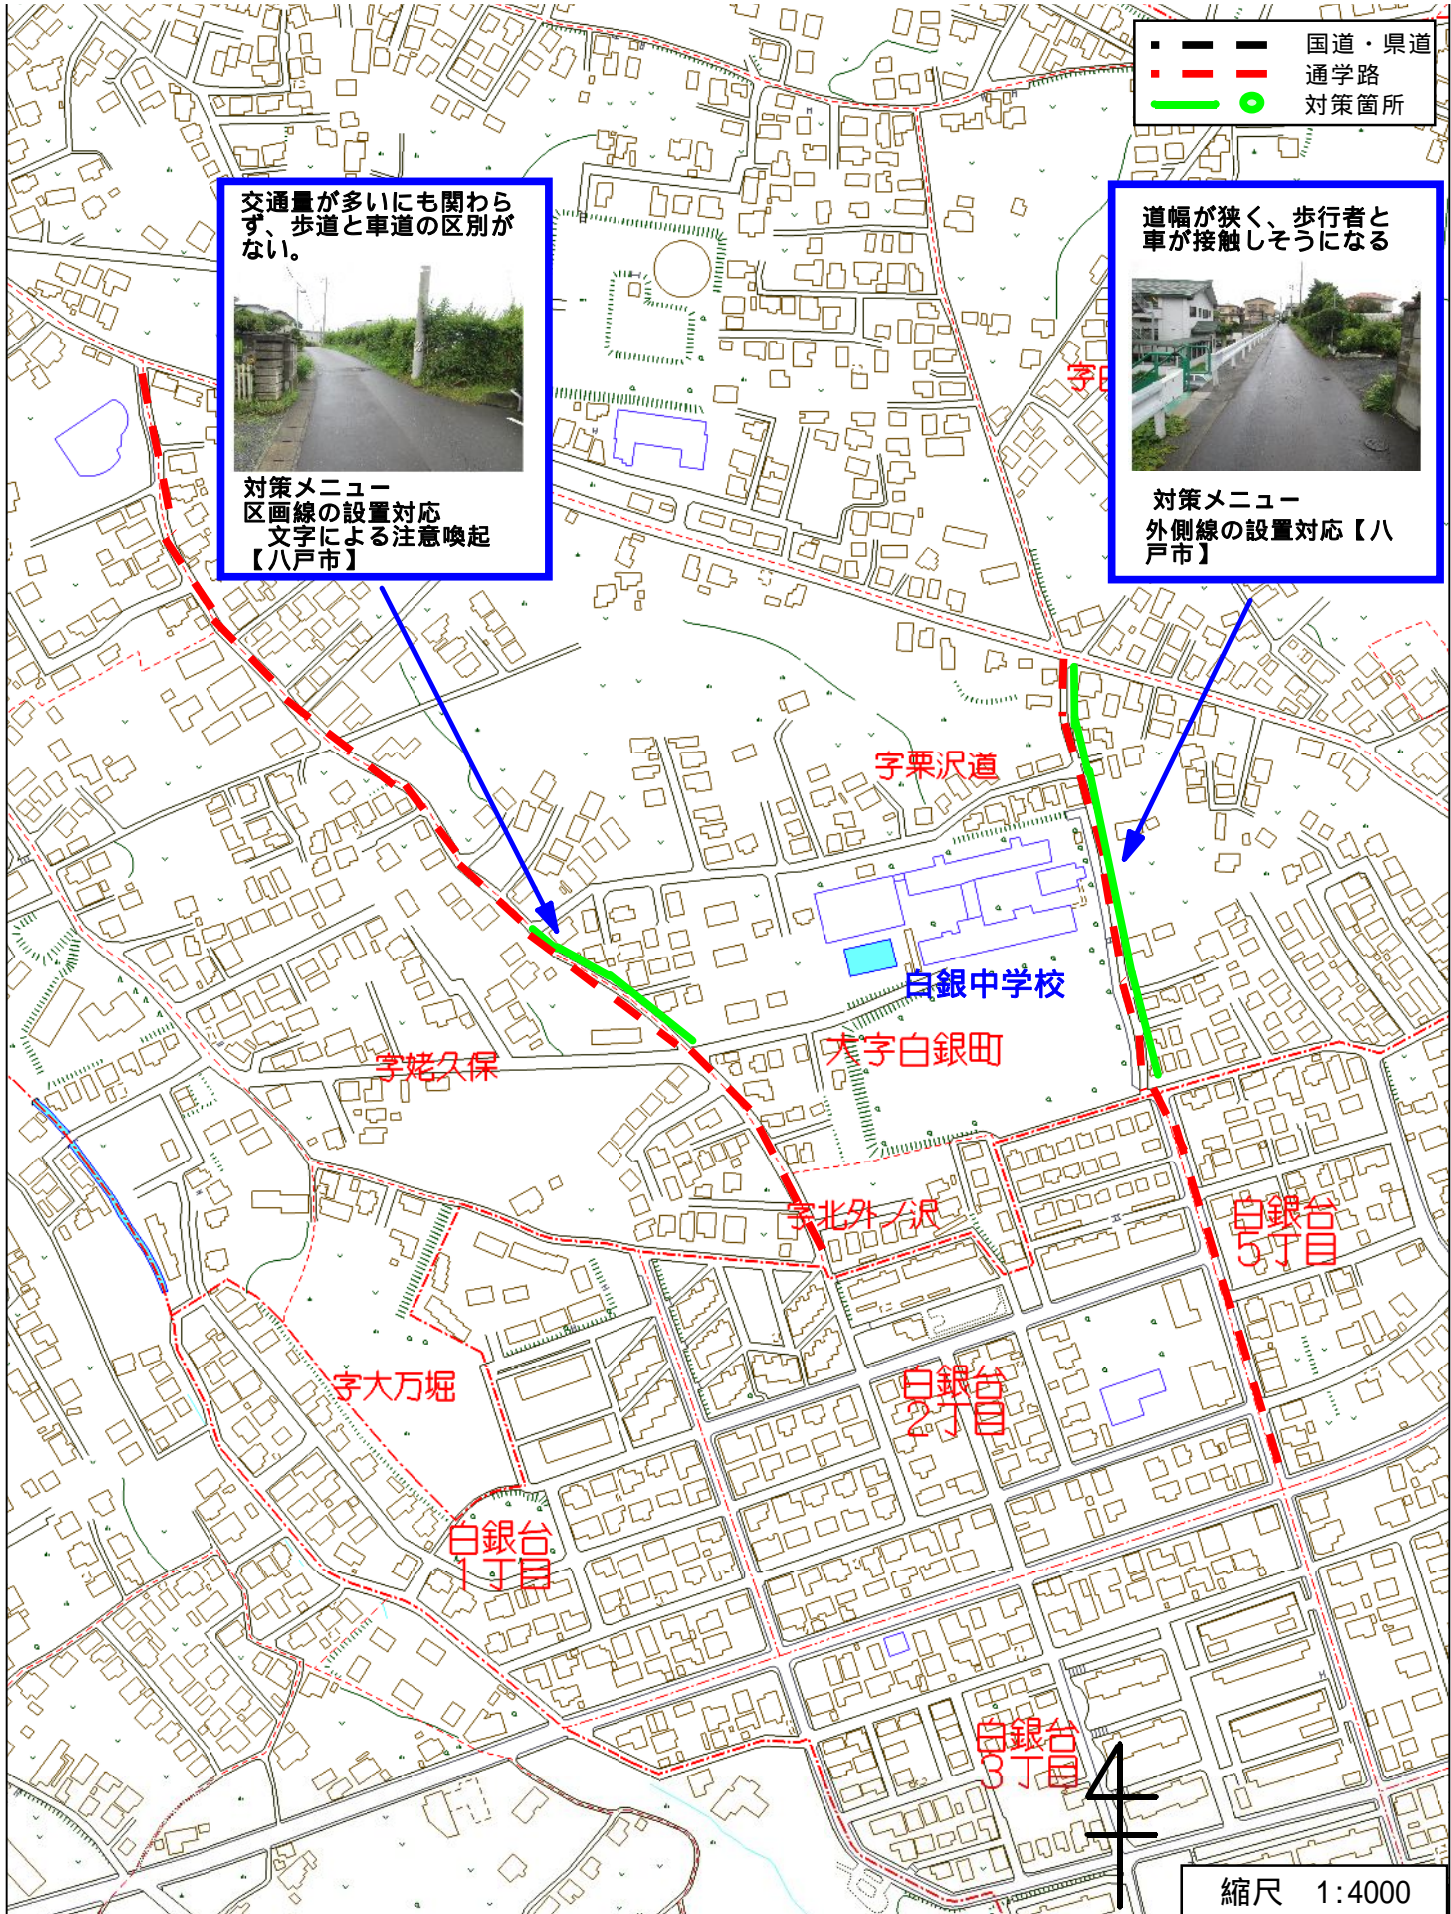 国道・県道
通学路
対策箇所
交通量が多いにも関わら
ず、歩道と車道の区別が
ない。
対策メニュー
区画線の設置対応
文字による注意喚起
【八戸市】
道幅が狭く、歩行者と
車が接触しそうになる
対策メニュー
外側線の設置対応【八
戸市】
字栗沢道
白銀中学校
大字白銀町
字姥久保
字北外ノ沢
白銀台
5丁目
字大万堀
白銀台
2丁目
白銀台
1丁目
白銀台
3丁目
縮尺 1:4000